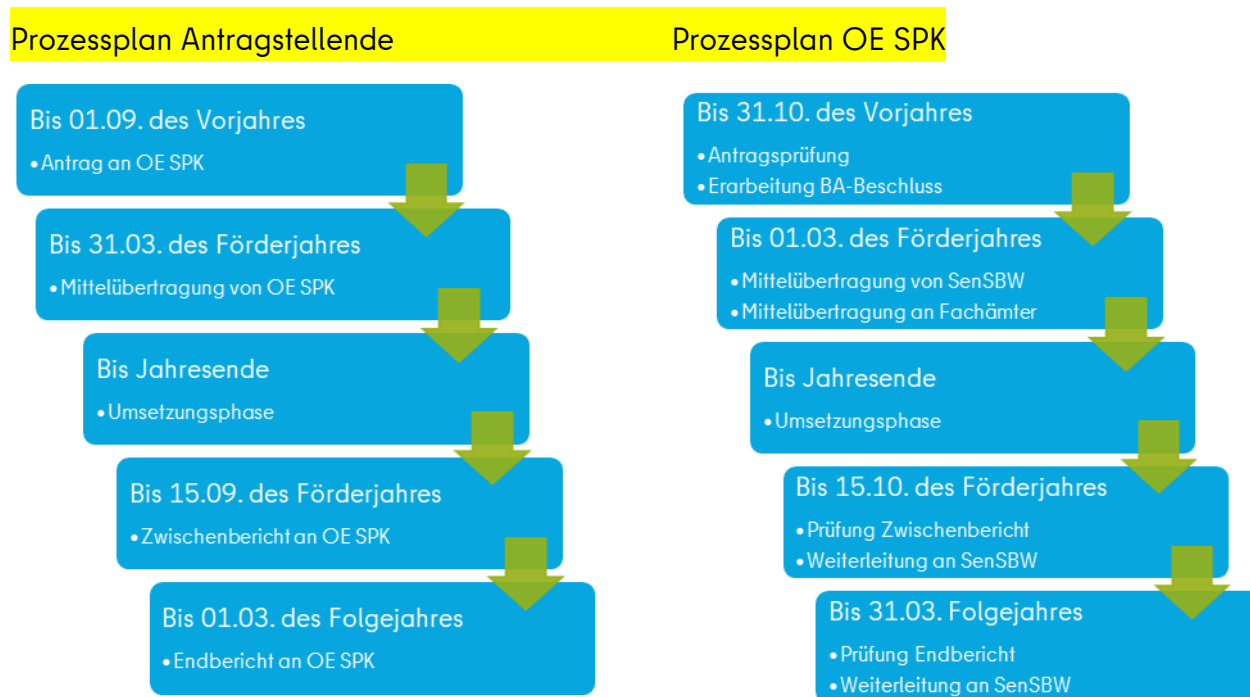 Prozessplan Antragstellende
Bis 01.09. des Vorjahres
• Antrag an OE SPK
Bis 31.03. des Förderjahres
• Mittelübertragung von OE SPK
Bis Jahresende
• Umsetzungsphase
Bis 15.09. des Förderjahres
• Zwischenbericht an OE SPK
Bis 01.03. des Folgejahres
• Endbericht an OE SPK
Prozessplan OE SPK
Bis 31.10. des Vorjahres
• Antragsprüfung
• Erarbeitung BA-Beschluss
Bis 01.03. des Förderjahres
• Mittelübertragung von SenSBW
• Mittelübertragung an Fachämter
Bis Jahresende
• Umsetzungsphase
Bis 15.10. des Förderjahres
• Prüfung Zwischenbericht
• Weiterleitung an SenSBW
Bis 31.03. Folgejahres
• Prüfung Endbericht
• Weiterleitung an SenSBW